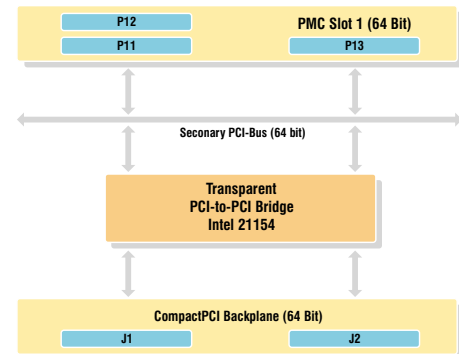 P12
PMC Slot 1 (64 Bit)
P11
P13
Seconary PCI-Bus (64 bit)
Transparent
PCI-to-PCI Bridge
Intel 21154
CompactPCI Backplane (64 Bit)
J1
J2